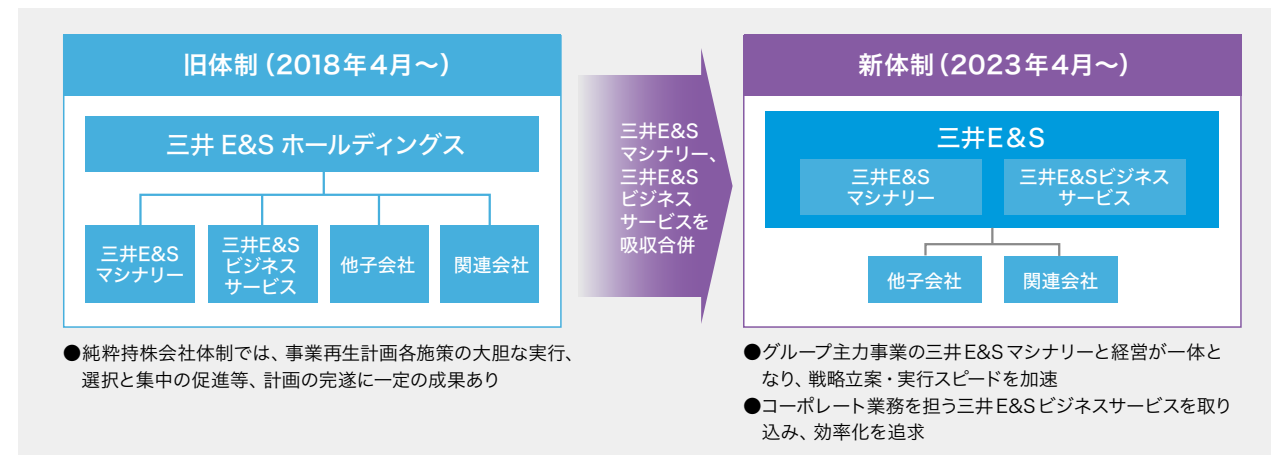 旧体制（2018年4月～）
三井 E&S ホールディングス
三井E&S
マシナリー
三井E&S
ビジネス
サービス
他子会社
関連会社
●純粋持株会社体制では、事業再生計画各施策の大胆な実行、
選択と集中の促進等、計画の完遂に一定の成果あり
三井E&S
マシナリー、
三井E&S
ビジネス
サービスを
吸収合併
新体制（2023年4月～）
三井E&S
三井E&S
マシナリー
三井E&Sビジネス
サービス
他子会社
関連会社
●グループ主力事業の三井E&Sマシナリーと経営が一体と
なり、戦略立案・実行スピードを加速
●コーポレート業務を担う三井E&Sビジネスサービスを取り
込み、効率化を追求